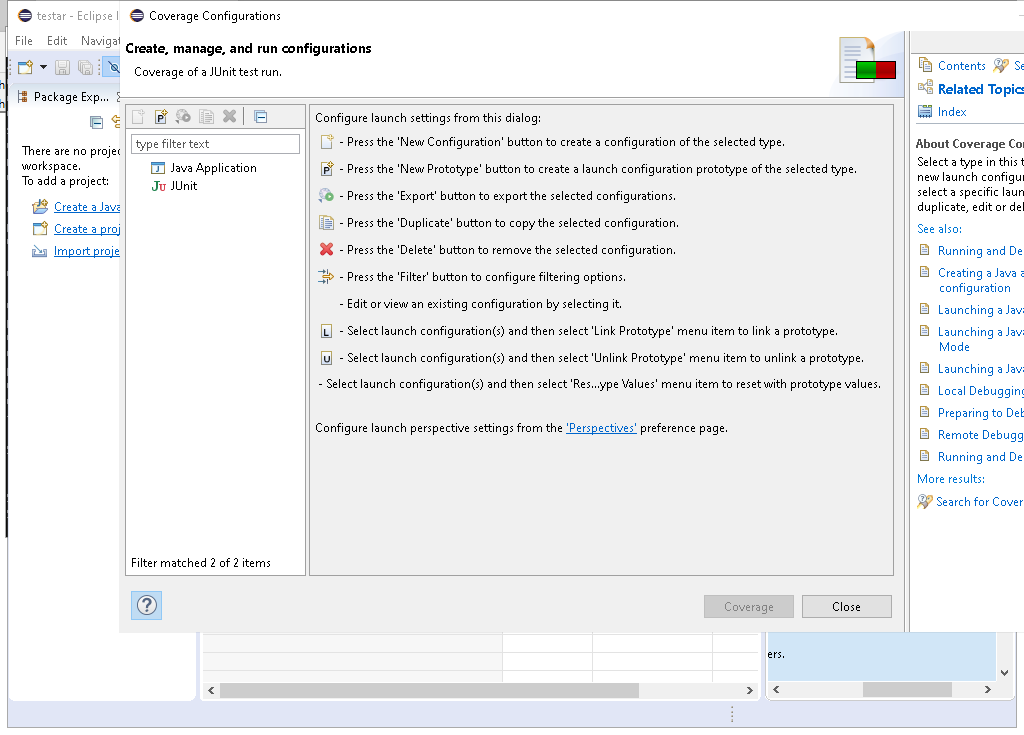 testar - Eclipse I
Coverage Configurations
File Edit Navigat
Create, manage, and run configurations
Coverage of a JUnit test run.
Contents Se
Related Topics
Index
Package Exp...
type filter text
Java Application
Ju JUnit
Filter matched 2 of 2 items
There are no projec
workspace.
To add a project:
Create a Java
Create a proj
Import proje
Configure launch settings from this dialog:
- Press the 'New Configuration' button to create a configuration of the selected type.
- Press the 'New Prototype' button to create a launch configuration prototype of the selected type.
- Press the 'Export' button to export the selected configurations.
- Press the 'Duplicate' button to copy the selected configuration.
- Press the 'Delete' button to remove the selected configuration.
- Press the 'Filter' button to configure filtering options.
- Edit or view an existing configuration by selecting it.
L - Select launch configuration(s) and then select 'Link Prototype' menu item to link a prototype.
U - Select launch configuration(s) and then select 'Unlink Prototype' menu item to unlink a prototype.
- Select launch configuration(s) and then select 'Res...ype Values' menu item to reset with prototype values.
Configure launch perspective settings from the 'Perspectives' preference page.
About Coverage Co
Select a type in this t
new launch configur
select a specific laun
duplicate, edit or del
See also:
Running and De
Creating a Java a
configuration
Launching a Java
Launching a Java
Mode
Launching a Java
Local Debugging
Preparing to Deb
Remote Debugg
Running and De
More results:
Search for Cover
? Coverage Close
ers.